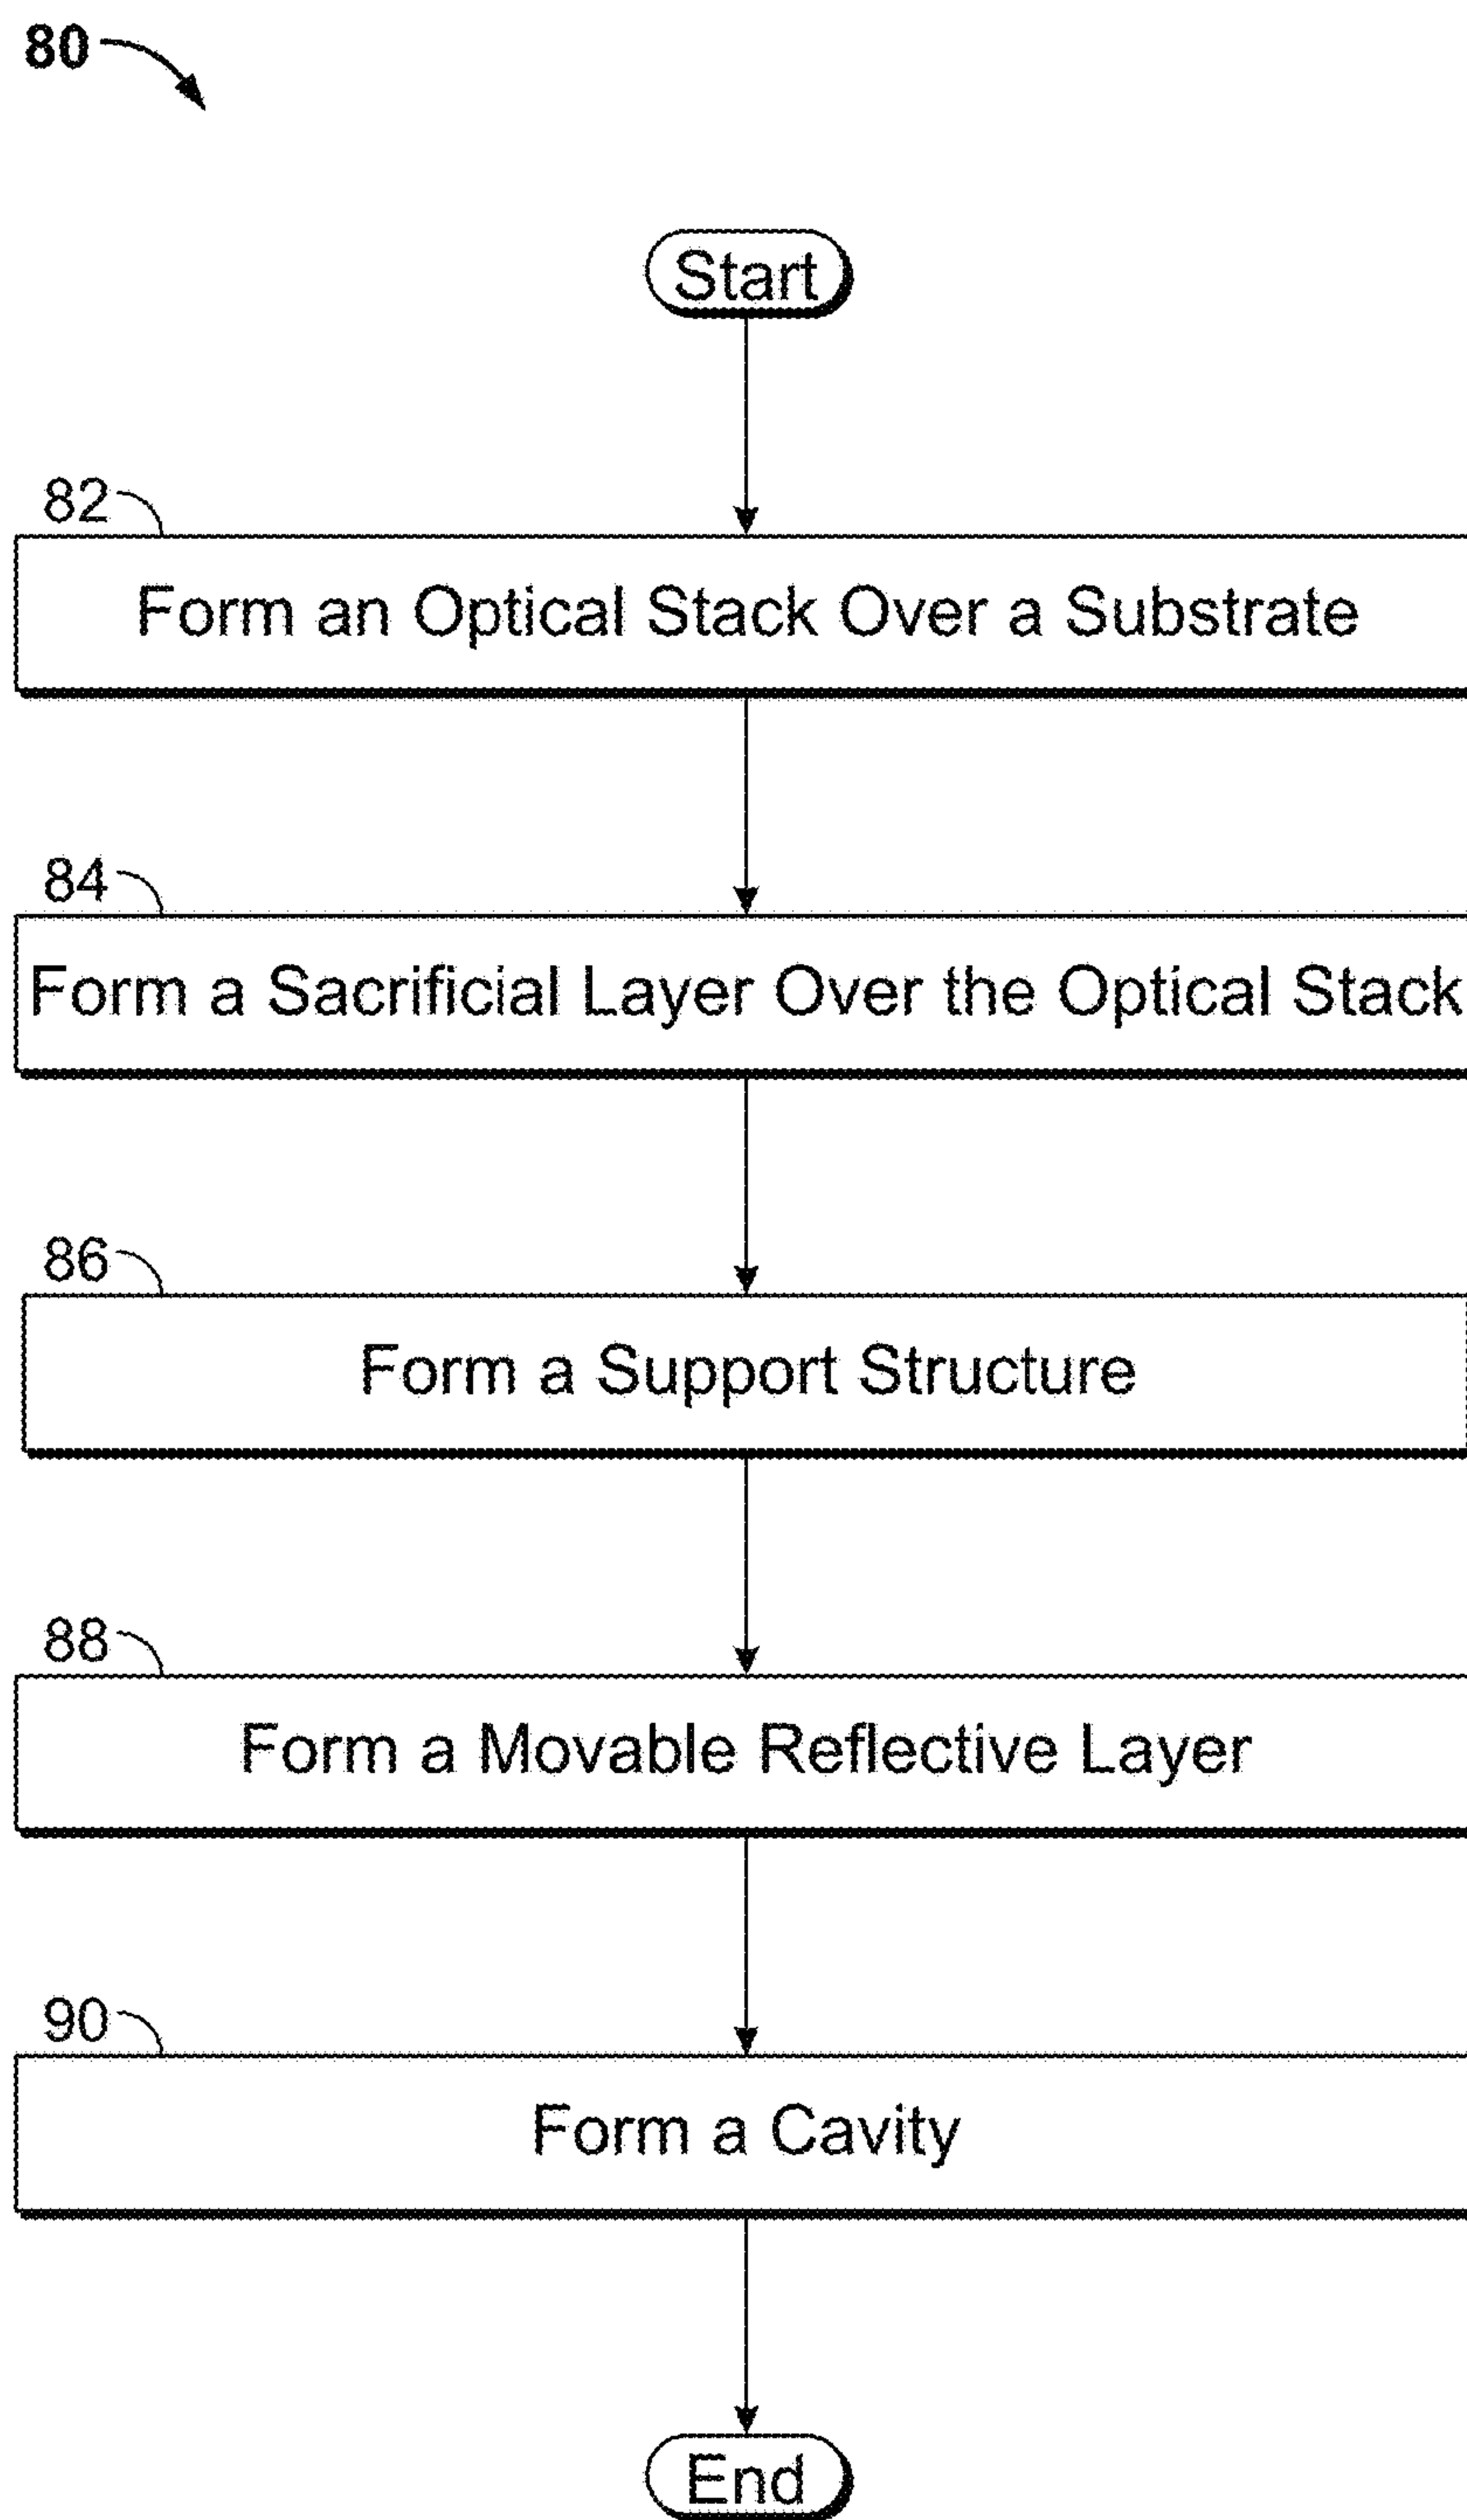 80
Start
82
Form an Optical Stack Over a Substrate
84
Form a Sacrificial Layer Over the Optical Stack
86
Form a Support Structure
88
Form a Movable Reflective Layer
90
Form a Cavity
End